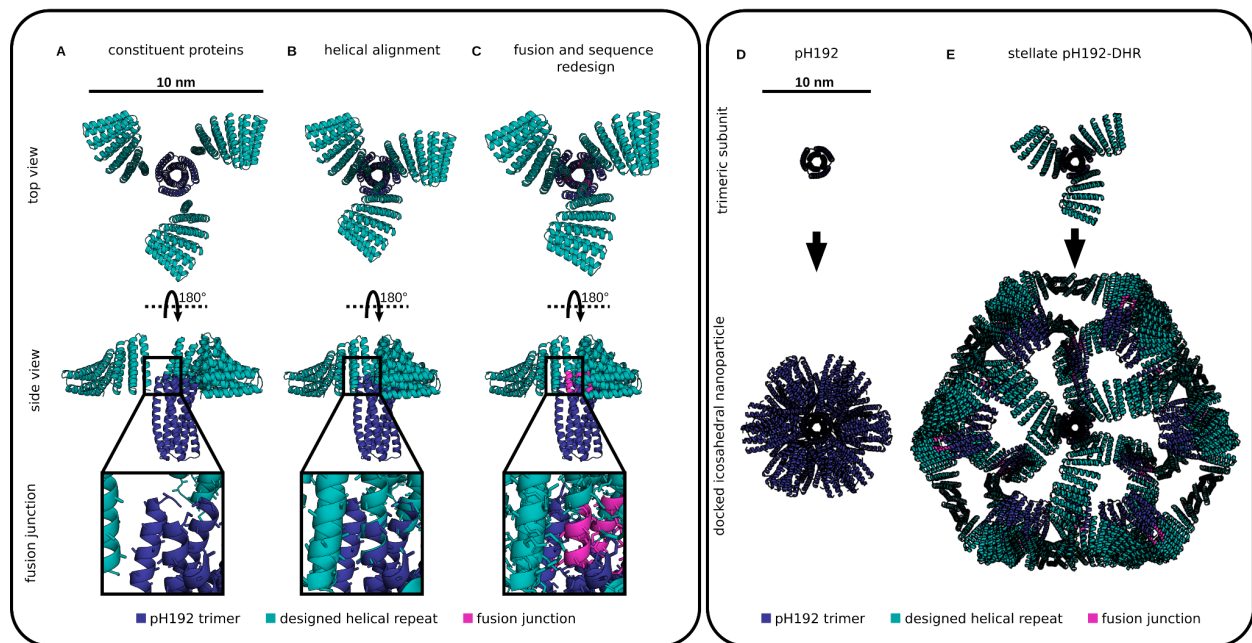 A constituent proteins
B helical alignment
C fusion and sequence
redesign
10 nm
top view
180°
180°
180°
side view
fusion junction
pH192 trimer
designed helical repeat
fusion junction
D pH192
E stellate pH192-DHR
10 nm
trimeric subunit
docked icosahedral nanoparticle
pH192 trimer
designed helical repeat
fusion junction